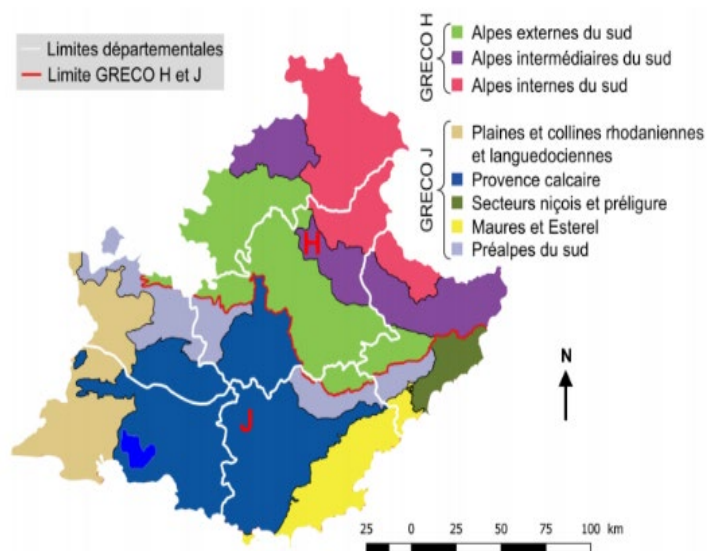 Limites départementales
Limite GRECO H et J
GRECO H
Alpes externes du sud
Alpes intermédiaires du sud
Alpes internes du sud
GRECO J
Plaines et collines rhodaniennes
et languedociennes
Provence calcaire
Secteurs niçois et préligure
Maures et Esterel
Préalpes du sud
H
J
N
25 0 25 50 75 100 km